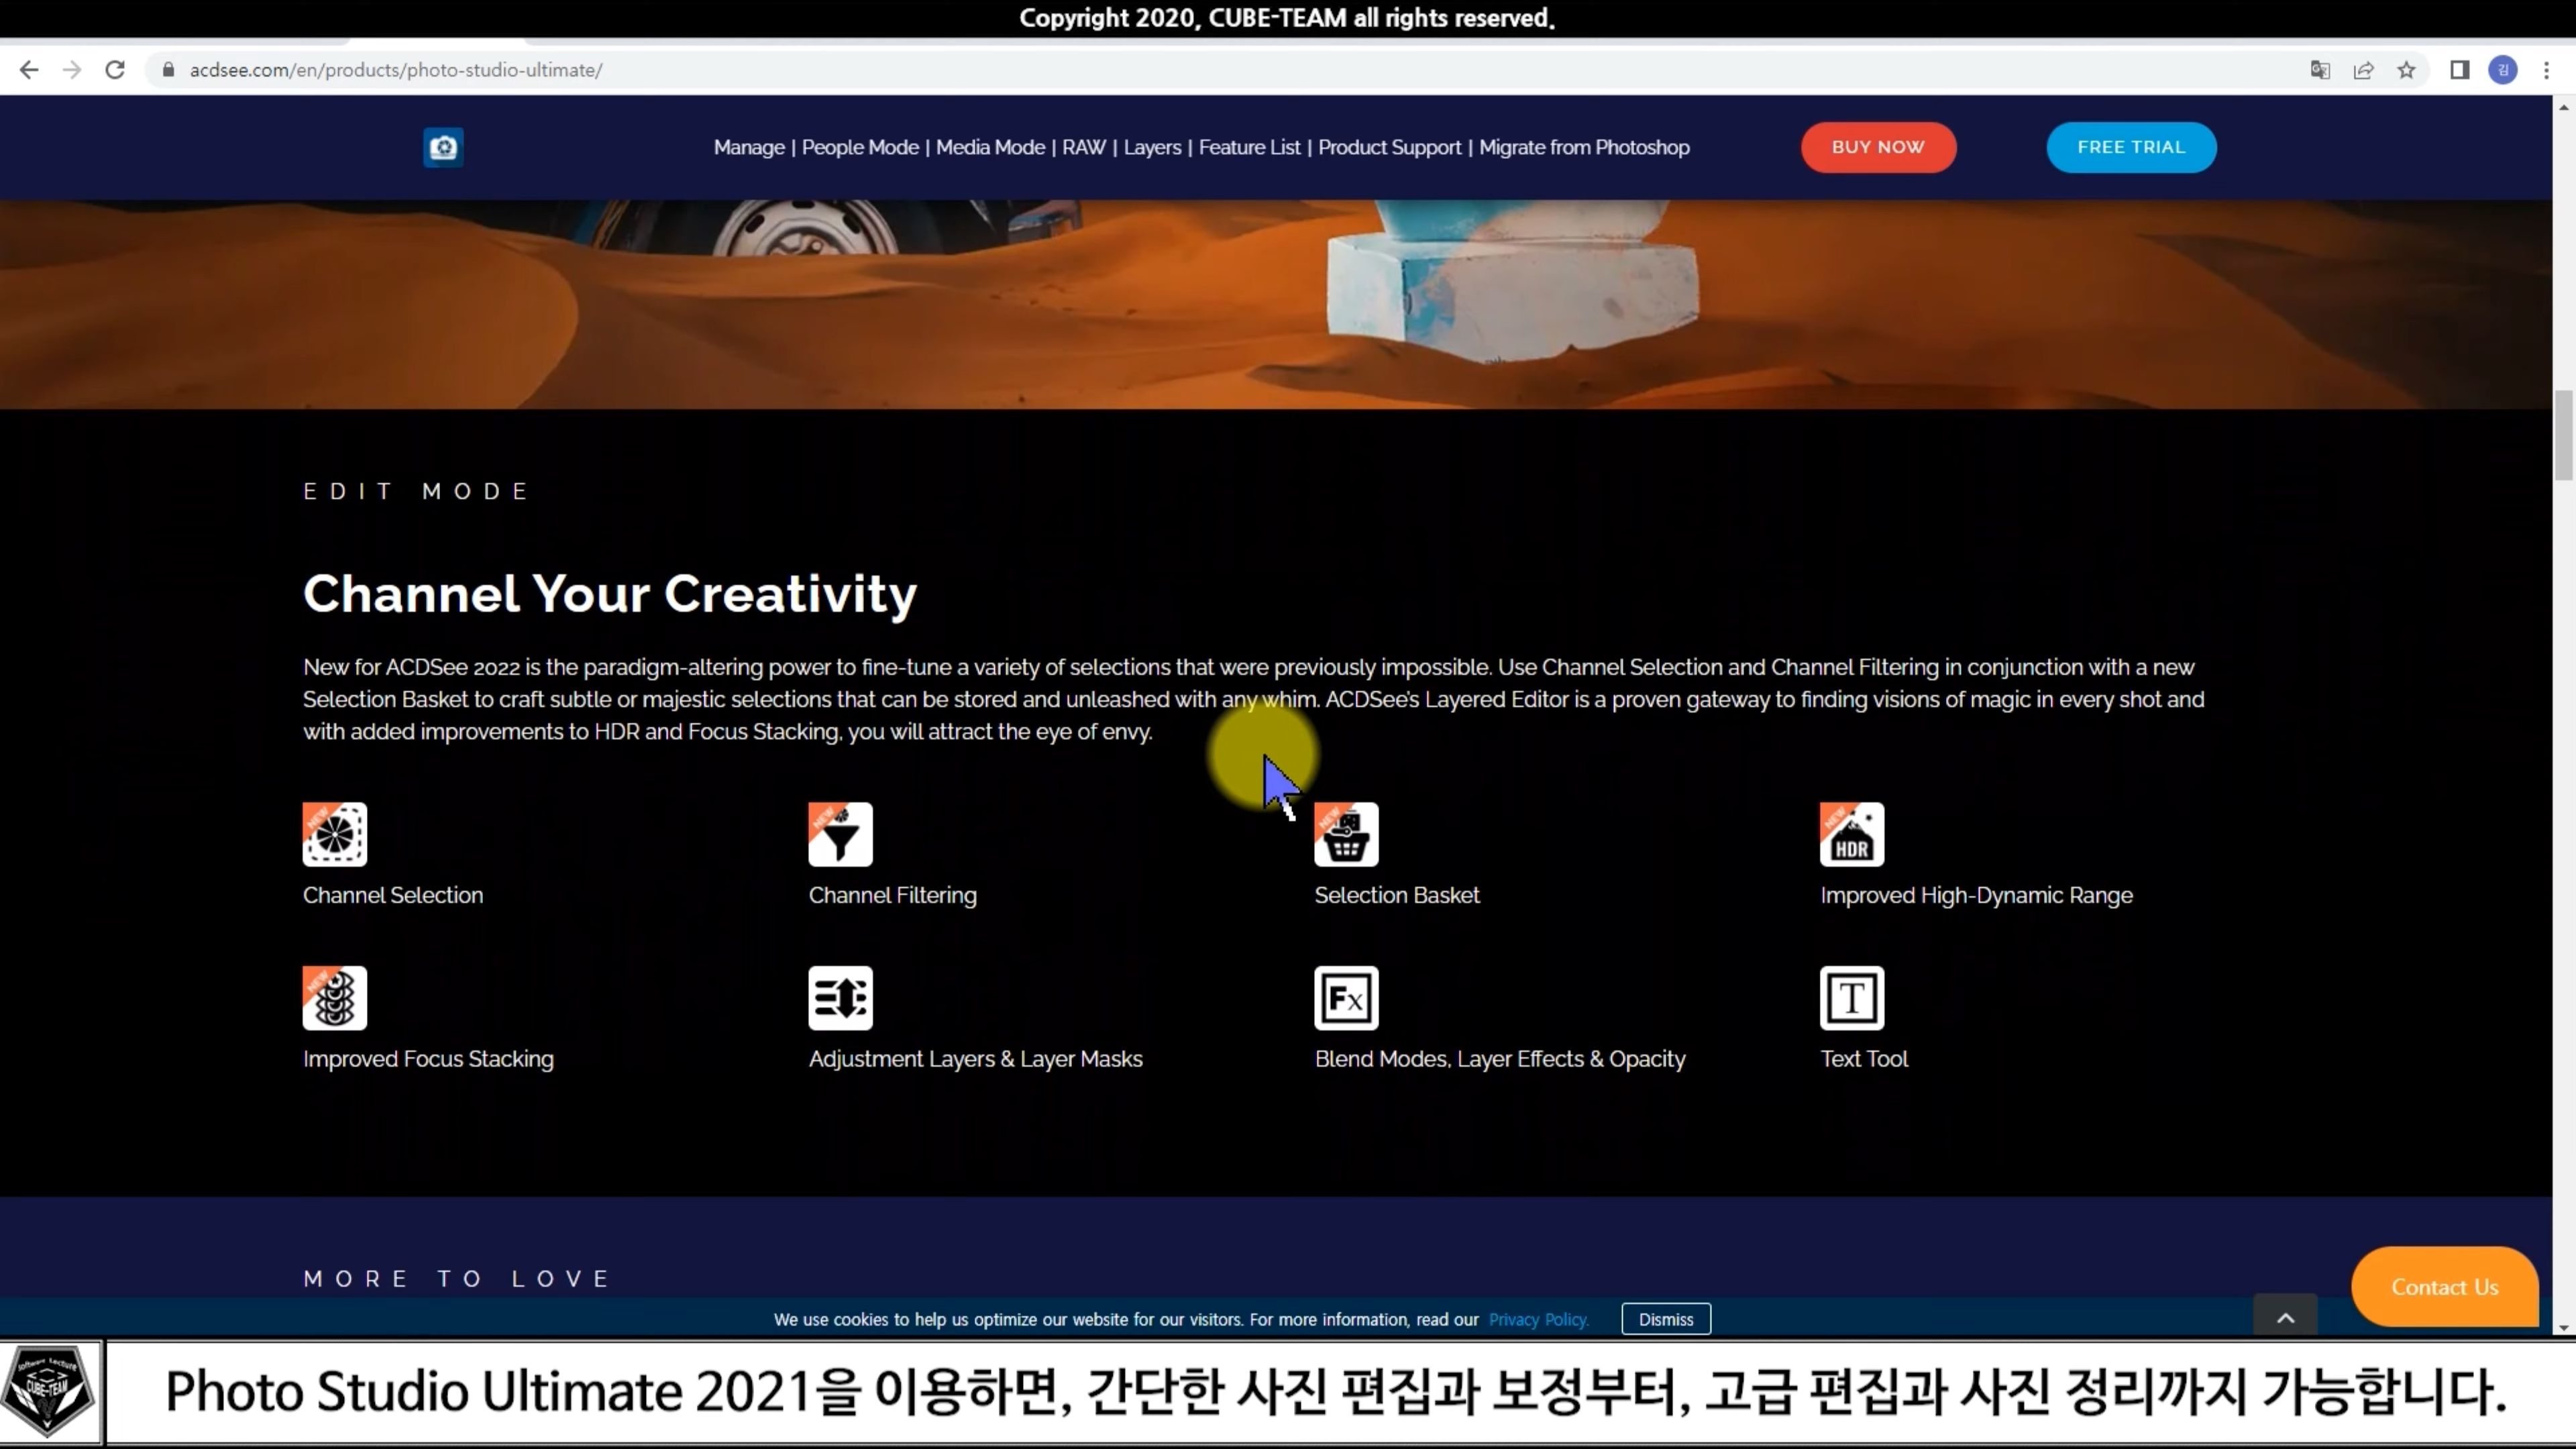 Copyright 2020, CUBE-TEAM all rights reserved.
acdsee.com/en/products/photo-studio-ultimate/
김
Manage | People Mode | Media Mode | RAW | Layers | Feature List | Product Support | Migrate from Photoshop
BUY NOW
FREE TRIAL
EDIT MODE
Channel Your Creativity
New for ACDSee 2022 is the paradigm-altering power to fine-tune a variety of selections that were previously impossible. Use Channel Selection and Channel Filtering in conjunction with a new
Selection Basket to craft subtle or majestic selections that can be stored and unleashed with any whim. ACDSee's Layered Editor is a proven gateway to finding visions of magic in every shot and
with added improvements to HDR and Focus Stacking, you will attract the eye of envy.
NEW
NEW
NEW
NEW HDR
Channel Selection
Channel Filtering
Selection Basket
Improved High-Dynamic Range
NEW
Fx
T
Improved Focus Stacking
Adjustment Layers & Layer Masks
Blend Modes, Layer Effects & Opacity
Text Tool
MORE TO LOVE
Contact Us
We use cookies to help us optimize our website for our visitors. For more information, read our Privacy Policy.
Dismiss
Software Lecture
CUBE-TEAM
Photo Studio Ultimate 2021을 이용하면, 간단한 사진 편집과 보정부터, 고급 편집과 사진 정리까지 가능합니다.